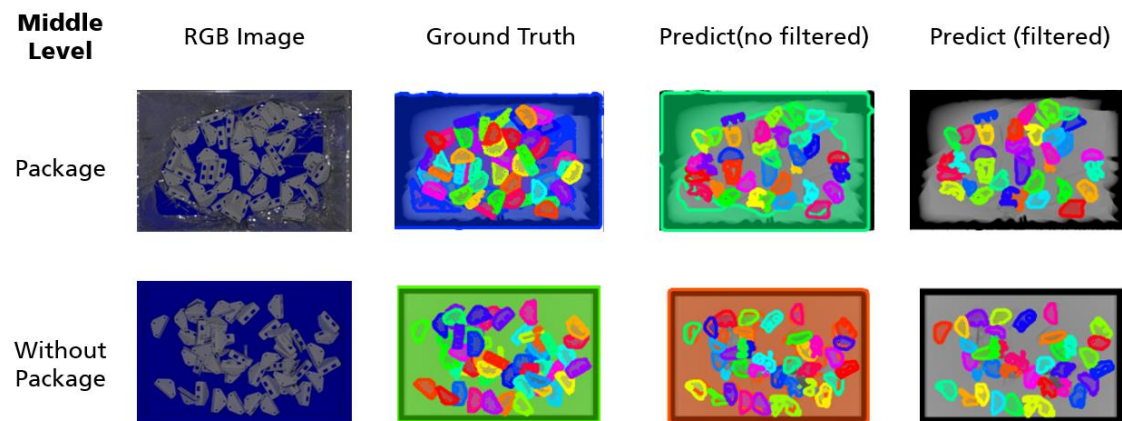 Middle
Level
RGB Image
Ground Truth
Predict(no filtered)
Predict (filtered)
Package
Without
Package